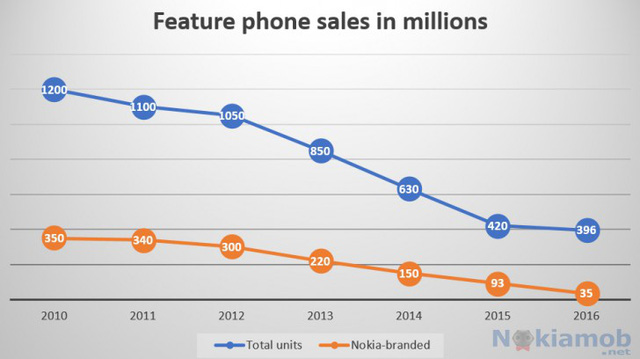 Feature phone sales in millions
1200
1100
1050
850
630
420
396
350
340
300
220
150
93
35
2010 2011 2012 2013 2014 2015 2016
Total units Nokia-branded
Nokiamob
.net